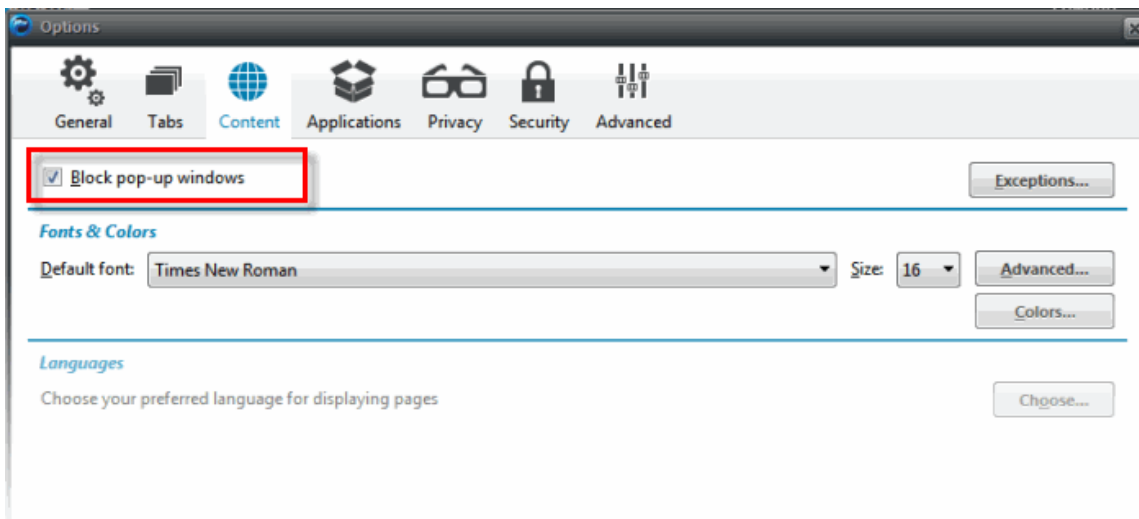 Options
General Tabs Content Applications Privacy Security Advanced
Block pop-up windows Exceptions...
Fonts & Colors
Default font: Times New Roman Size: 16 Advanced...
Colors...
Languages
Choose your preferred language for displaying pages Choose...